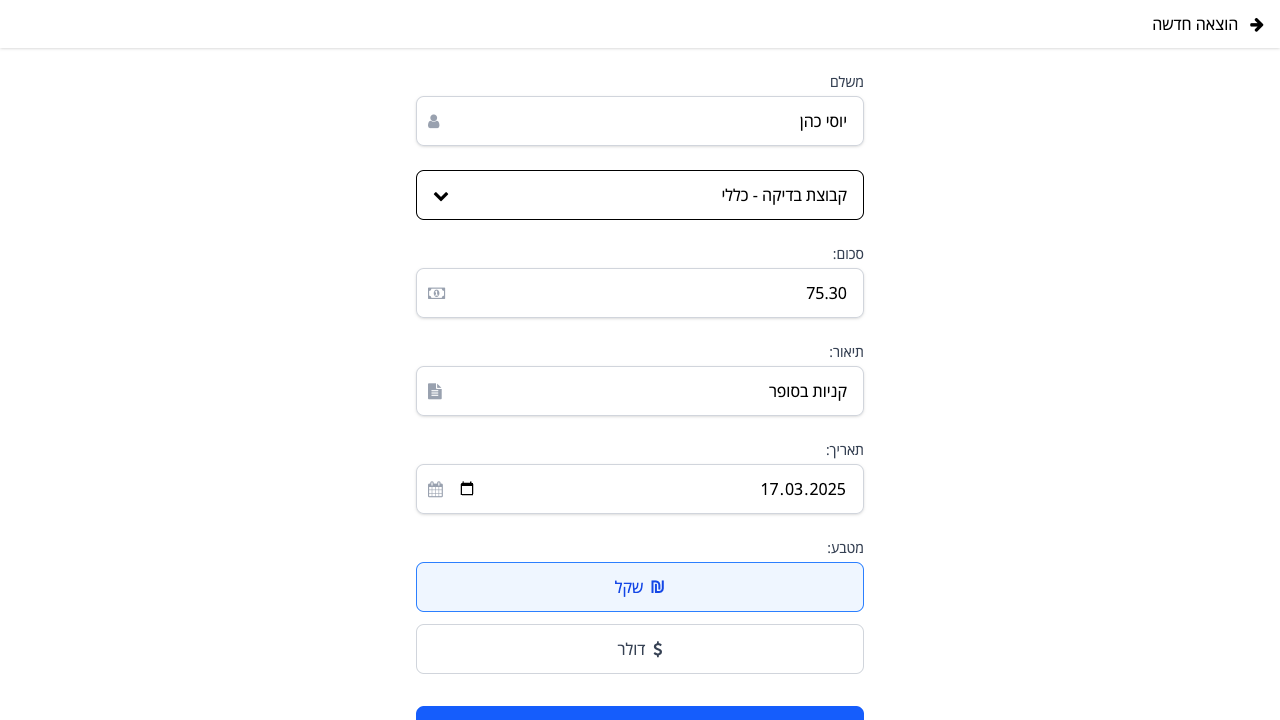 הוצאה חדשה
משלם
יוסי כהן
קבוצת בדיקה - כללי
סכום:
75.30
תיאור:
קניות בסופר
תאריך:
17.03.2025
מטבע:
₪ שקל
$ דולר